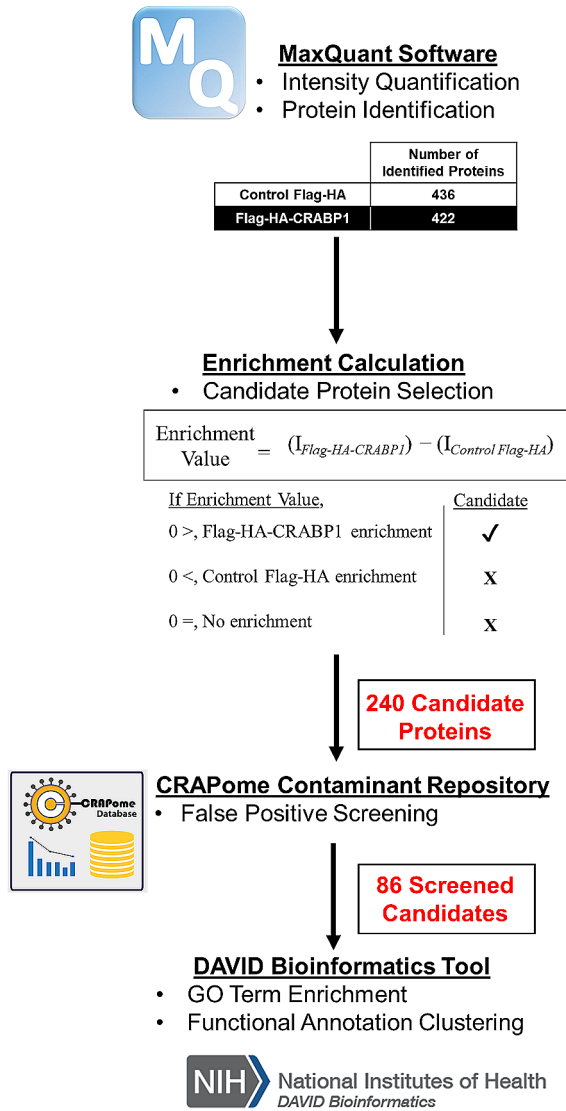 MQ
MaxQuant Software
• Intensity Quantification
• Protein Identification
Number of
Identified Proteins
Control Flag-HA 436
Flag-HA-CRABP1 422
Enrichment Calculation
• Candidate Protein Selection
Enrichment
Value = (I Flag-HA-CRABP1) − (I Control Flag-HA)
If Enrichment Value, Candidate
0 >, Flag-HA-CRABP1 enrichment ✓
0 <, Control Flag-HA enrichment X
0 =, No enrichment X
240 Candidate
Proteins
CRAPome
Database
CRAPome Contaminant Repository
• False Positive Screening
86 Screened
Candidates
DAVID Bioinformatics Tool
• GO Term Enrichment
• Functional Annotation Clustering
NIH National Institutes of Health
DAVID Bioinformatics